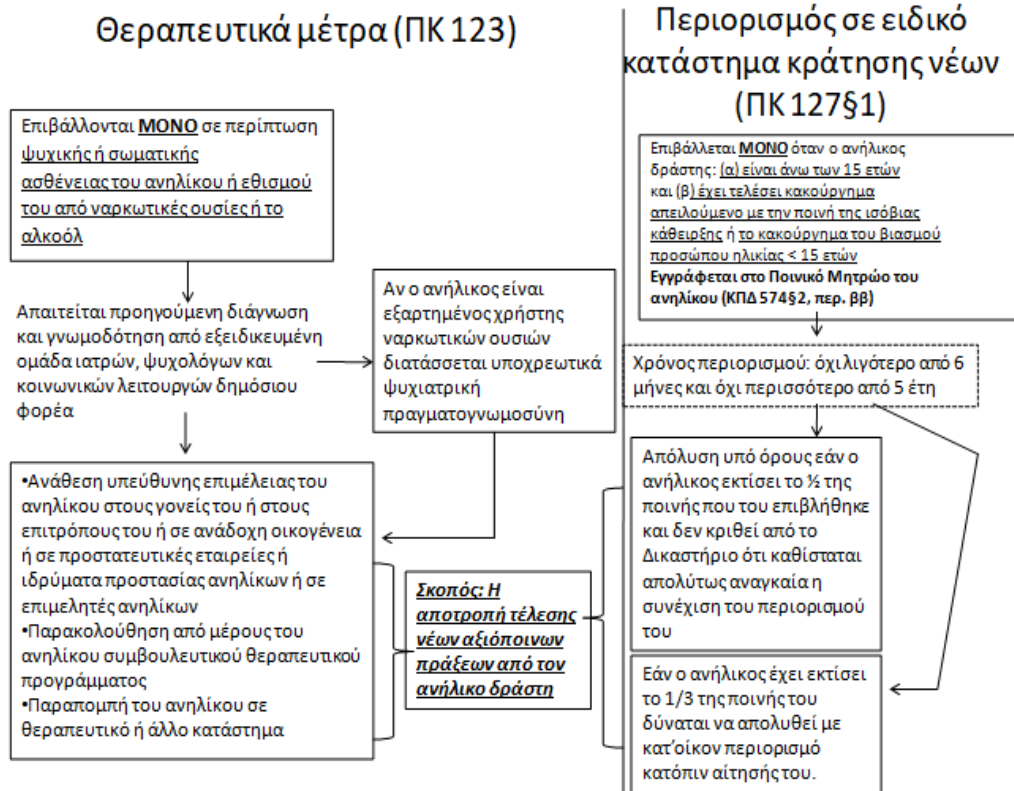 Θεραπευτικά μέτρα (ΠΚ 123)
Επιβάλλονται ΜΟΝΟ σε περίπτωση
ψυχικής ή σωματικής
ασθένειας του ανηλίκου ή εθισμού
του από ναρκωτικές ουσίες ή το
αλκοόλ
Απαιτείται προηγούμενη διάγνωση
και γνωμοδότηση από εξειδικευμένη
ομάδα ιατρών, ψυχολόγων και
κοινωνικών λειτουργών δημόσιου
φορέα
Αν ο ανήλικος είναι
εξαρτημένος χρήστης
ναρκωτικών ουσιών
διατάσσεται υποχρεωτικά
ψυχιατρική
πραγματογνωμοσύνη
•Ανάθεση υπεύθυνης επιμέλειας του
ανηλίκου στους γονείς του ή στους
επιτρόπους του ή σε ανάδοχη οικογένεια
ή σε προστατευτικές εταιρείες ή
ιδρύματα προστασίας ανηλίκων ή σε
επιμελητές ανηλίκων
•Παρακολούθηση από μέρους του
ανηλίκου συμβουλευτικού θεραπευτικού
προγράμματος
•Παραπομπή του ανηλίκου σε
θεραπευτικό ή άλλο κατάστημα
Σκοπός: Η
αποτροπή τέλεσης
νέων αξιόποινων
πράξεων από τον
ανήλικο δράστη
Περιορισμός σε ειδικό
κατάστημα κράτησης νέων
(ΠΚ 127§1)
Επιβάλλεται ΜΟΝΟ όταν ο ανήλικος
δράστης: (α) είναι άνω των 15 ετών
και (β) έχει τελέσει κακούργημα
απειλούμενο με την ποινή της ισόβιας
κάθειρξης ή το κακούργημα του βιασμού
προσώπου ηλικίας < 15 ετών
Εγγράφεται στο Ποινικό Μητρώο του
ανηλίκου (ΚΠΔ 574§2, περ. ββ)
Χρόνος περιορισμού: όχι λιγότερο από 6
μήνες και όχι περισσότερο από 5 έτη
Απόλυση υπό όρους εάν ο
ανήλικος εκτίσει το ½ της
ποινής που του επιβλήθηκε
και δεν κριθεί από το
Δικαστήριο ότι καθίσταται
απολύτως αναγκαία η
συνέχιση του περιορισμού
του
Εάν ο ανήλικος έχει εκτίσει
το 1/3 της ποινής του
δύναται να απολυθεί με
κατ'οίκον περιορισμό
κατόπιν αίτησής του.